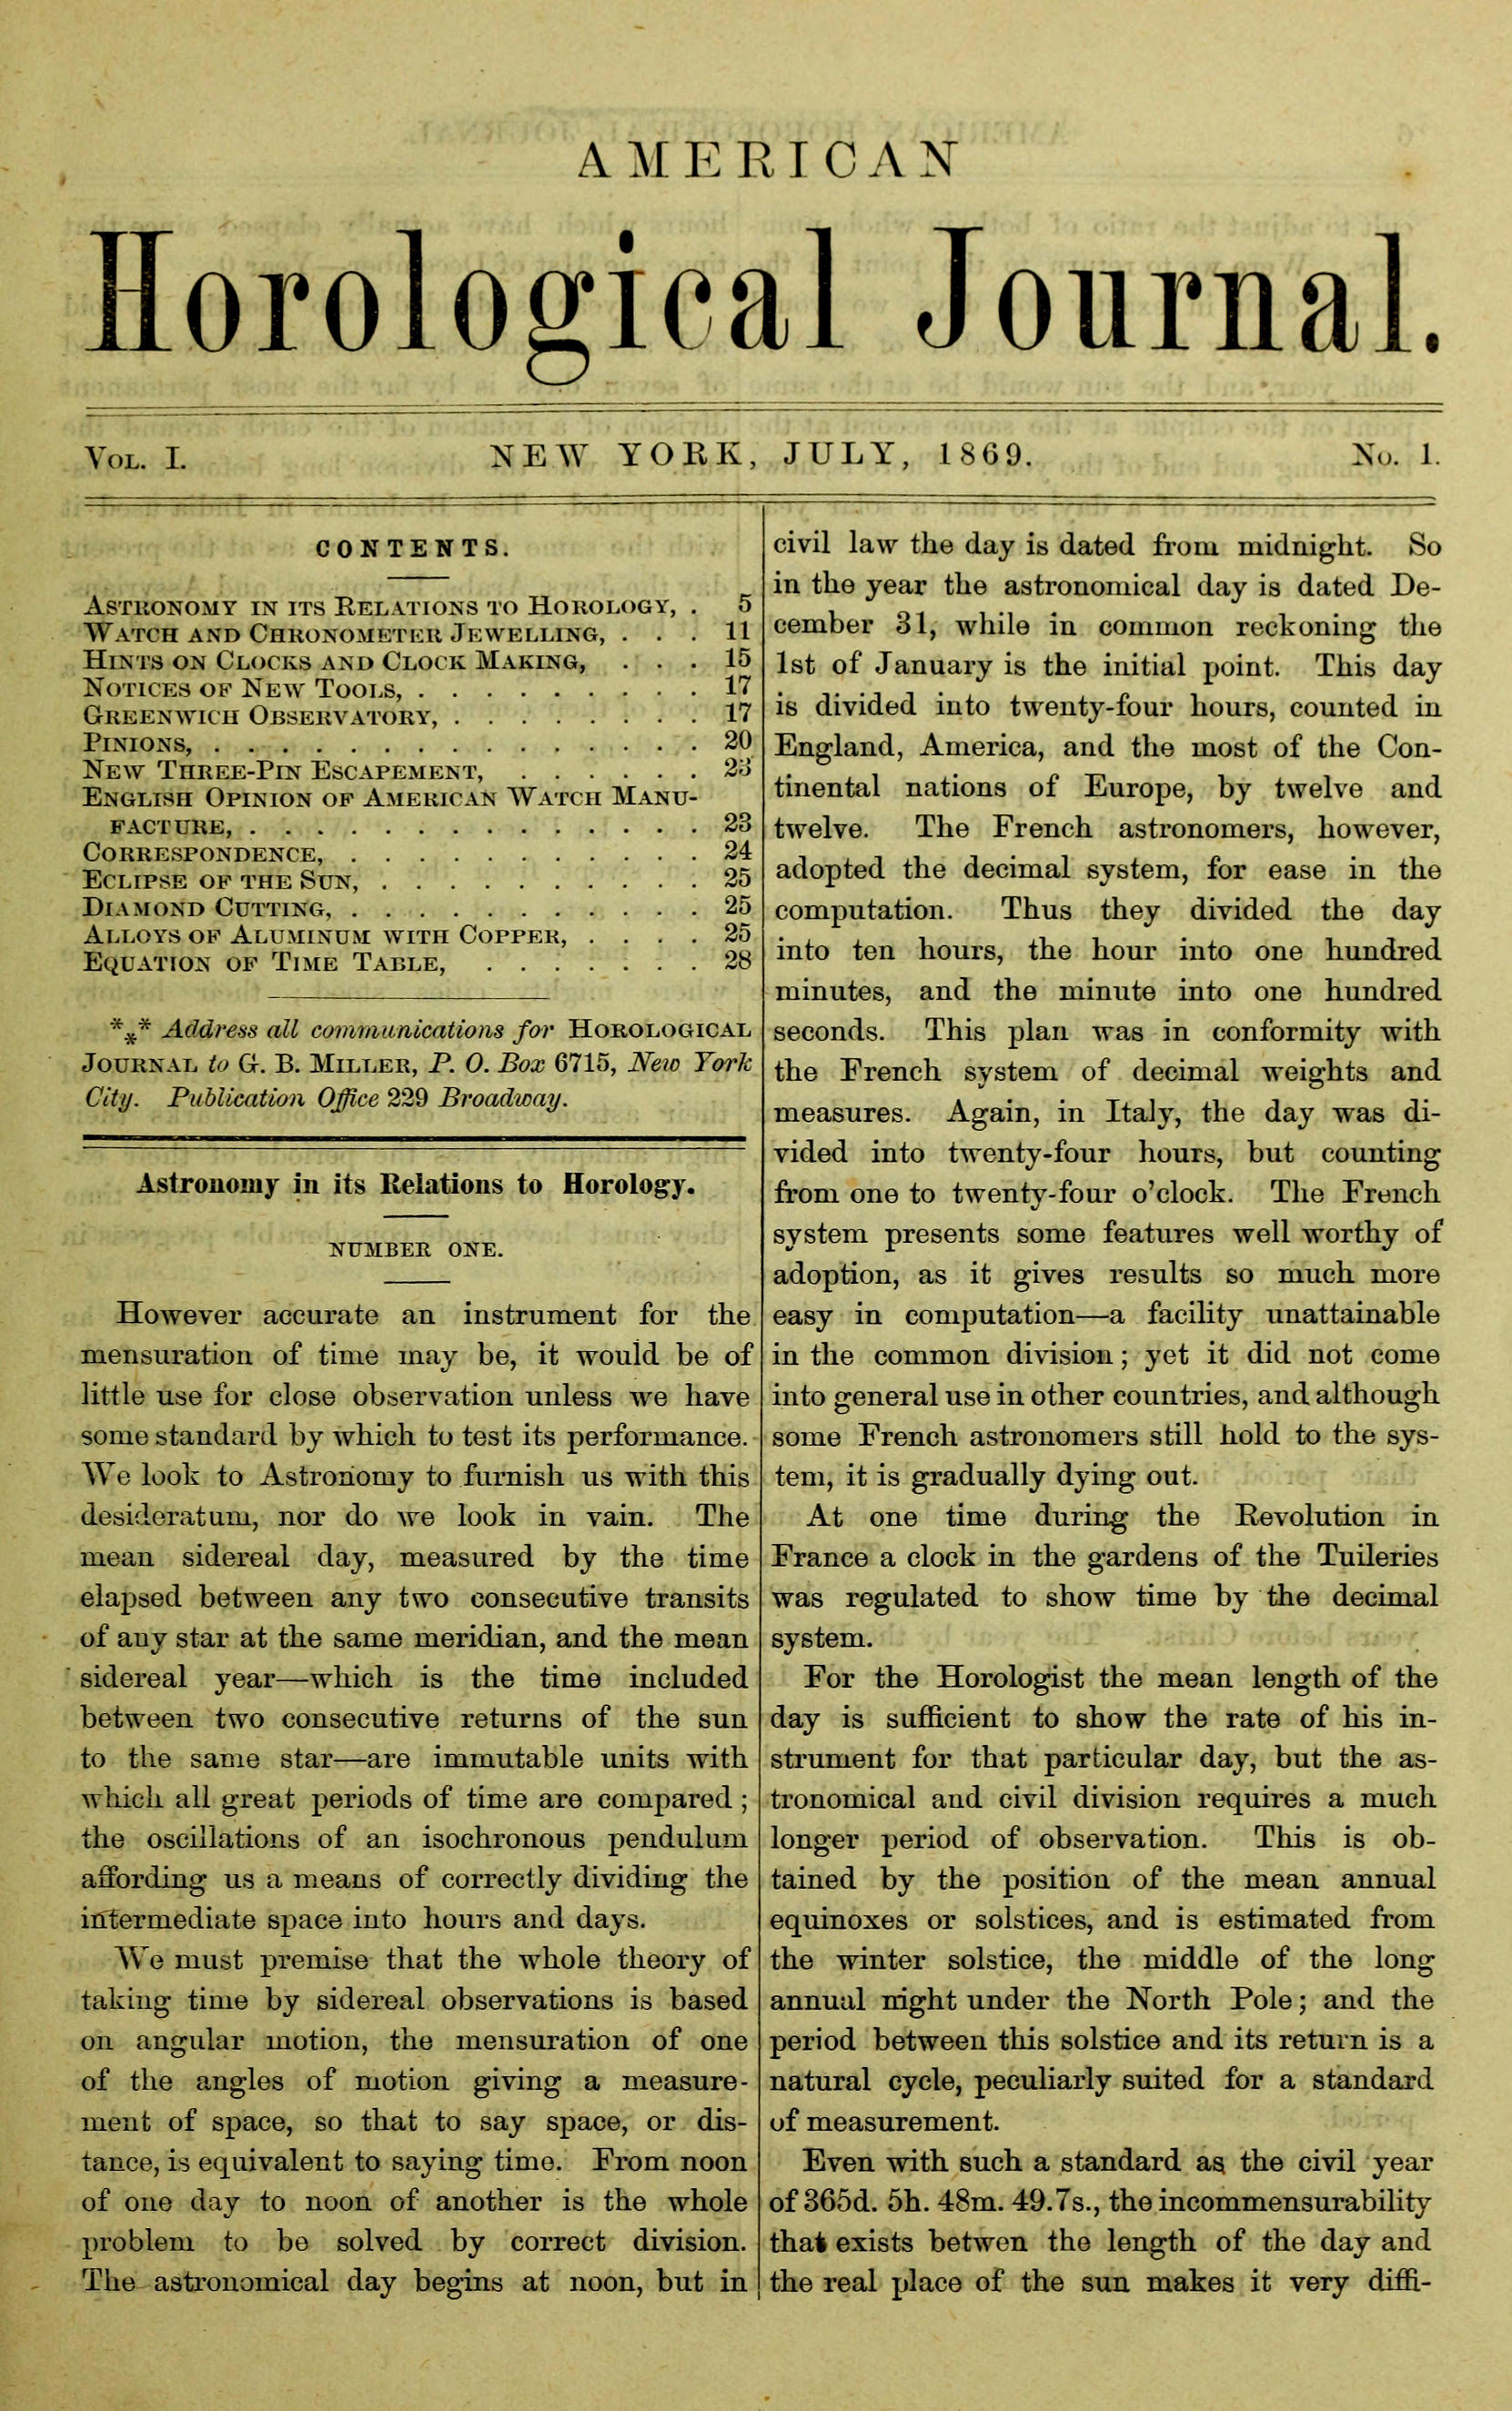 AMERICAN
Horological Journal.
VOL. I. NEW YORK, JULY, 1869. No. 1.
CONTENTS.
ASTRONOMY IN ITS RELATIONS TO HOROLOGY, . 5
WATCH AND CHRONOMETER JEWELLING, . . . 11
HINTS ON CLOCKS AND CLOCK MAKING, . . . 15
NOTICES OF NEW TOOLS, . . . . . . . . . 17
GREENWICH OBSERVATORY, . . . . . . . . 17
PINIONS, . . . . . . . . . . . . . . . 20
NEW THREE-PIN ESCAPEMENT, . . . . . . 23
ENGLISH OPINION OF AMERICAN WATCH MANU-
FACTURE, . . . . . . . . . . . . . . 23
CORRESPONDENCE, . . . . . . . . . . . 24
ECLIPSE OF THE SUN, . . . . . . . . . . 25
DIAMOND CUTTING, . . . . . . . . . . . 25
ALLOYS OF ALUMINUM WITH COPPER, . . . . 25
EQUATION OF TIME TABLE, . . . . . . . 28
*** Address all communications for HOROLOGICAL
JOURNAL to G. B. MILLER, P. O. Box 6715, New York
City. Publication Office 229 Broadway.
Astronomy in its Relations to Horology.
NUMBER ONE.
However accurate an instrument for the
mensuration of time may be, it would be of
little use for close observation unless we have
some standard by which to test its performance.
We look to Astronomy to furnish us with this
desideratum, nor do we look in vain. The
mean sidereal day, measured by the time
elapsed between any two consecutive transits
of any star at the same meridian, and the mean
sidereal year—which is the time included
between two consecutive returns of the sun
to the same star—are immutable units with
which all great periods of time are compared;
the oscillations of an isochronous pendulum
affording us a means of correctly dividing the
intermediate space into hours and days.
We must premise that the whole theory of
taking time by sidereal observations is based
on angular motion, the mensuration of one
of the angles of motion giving a measure-
ment of space, so that to say space, or dis-
tance, is equivalent to saying time. From noon
of one day to noon of another is the whole
problem to be solved by correct division.
The astronomical day begins at noon, but in
civil law the day is dated from midnight. So
in the year the astronomical day is dated De-
cember 31, while in common reckoning the
1st of January is the initial point. This day
is divided into twenty-four hours, counted in
England, America, and the most of the Con-
tinental nations of Europe, by twelve and
twelve. The French astronomers, however,
adopted the decimal system, for ease in the
computation. Thus they divided the day
into ten hours, the hour into one hundred
minutes, and the minute into one hundred
seconds. This plan was in conformity with
the French system of decimal weights and
measures. Again, in Italy, the day was di-
vided into twenty-four hours, but counting
from one to twenty-four o'clock. The French
system presents some features well worthy of
adoption, as it gives results so much more
easy in computation—a facility unattainable
in the common division; yet it did not come
into general use in other countries, and although
some French astronomers still hold to the sys-
tem, it is gradually dying out.
At one time during the Revolution in
France a clock in the gardens of the Tuileries
was regulated to show time by the decimal
system.
For the Horologist the mean length of the
day is sufficient to show the rate of his in-
strument for that particular day, but the as-
tronomical and civil division requires a much
longer period of observation. This is ob-
tained by the position of the mean annual
equinoxes or solstices, and is estimated from
the winter solstice, the middle of the long
annual night under the North Pole; and the
period between this solstice and its return is a
natural cycle, peculiarly suited for a standard
of measurement.
Even with such a standard as the civil year
of 365d. 5h. 48m. 49.7s., the incommensurability
that exists betwen the length of the day and
the real place of the sun makes it very diffi-